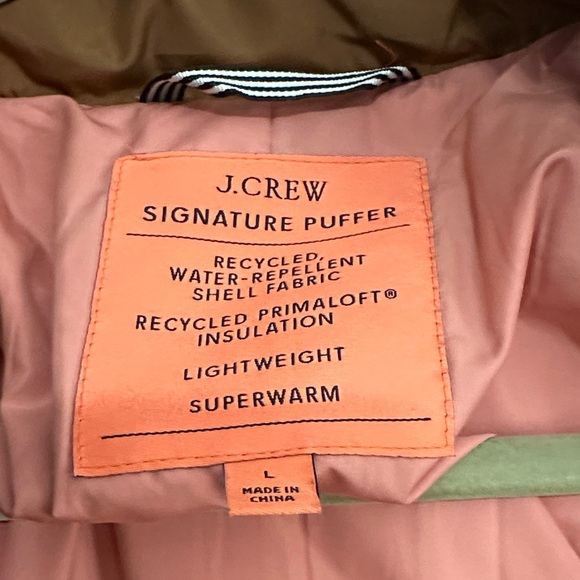 J.CREW
SIGNATURE PUFFER
RECYCLED,
WATER-REPELLENT
SHELL FABRIC
RECYCLED PRIMALOFT®
INSULATION
LIGHTWEIGHT
SUPERWARM
L
MADE IN
CHINA